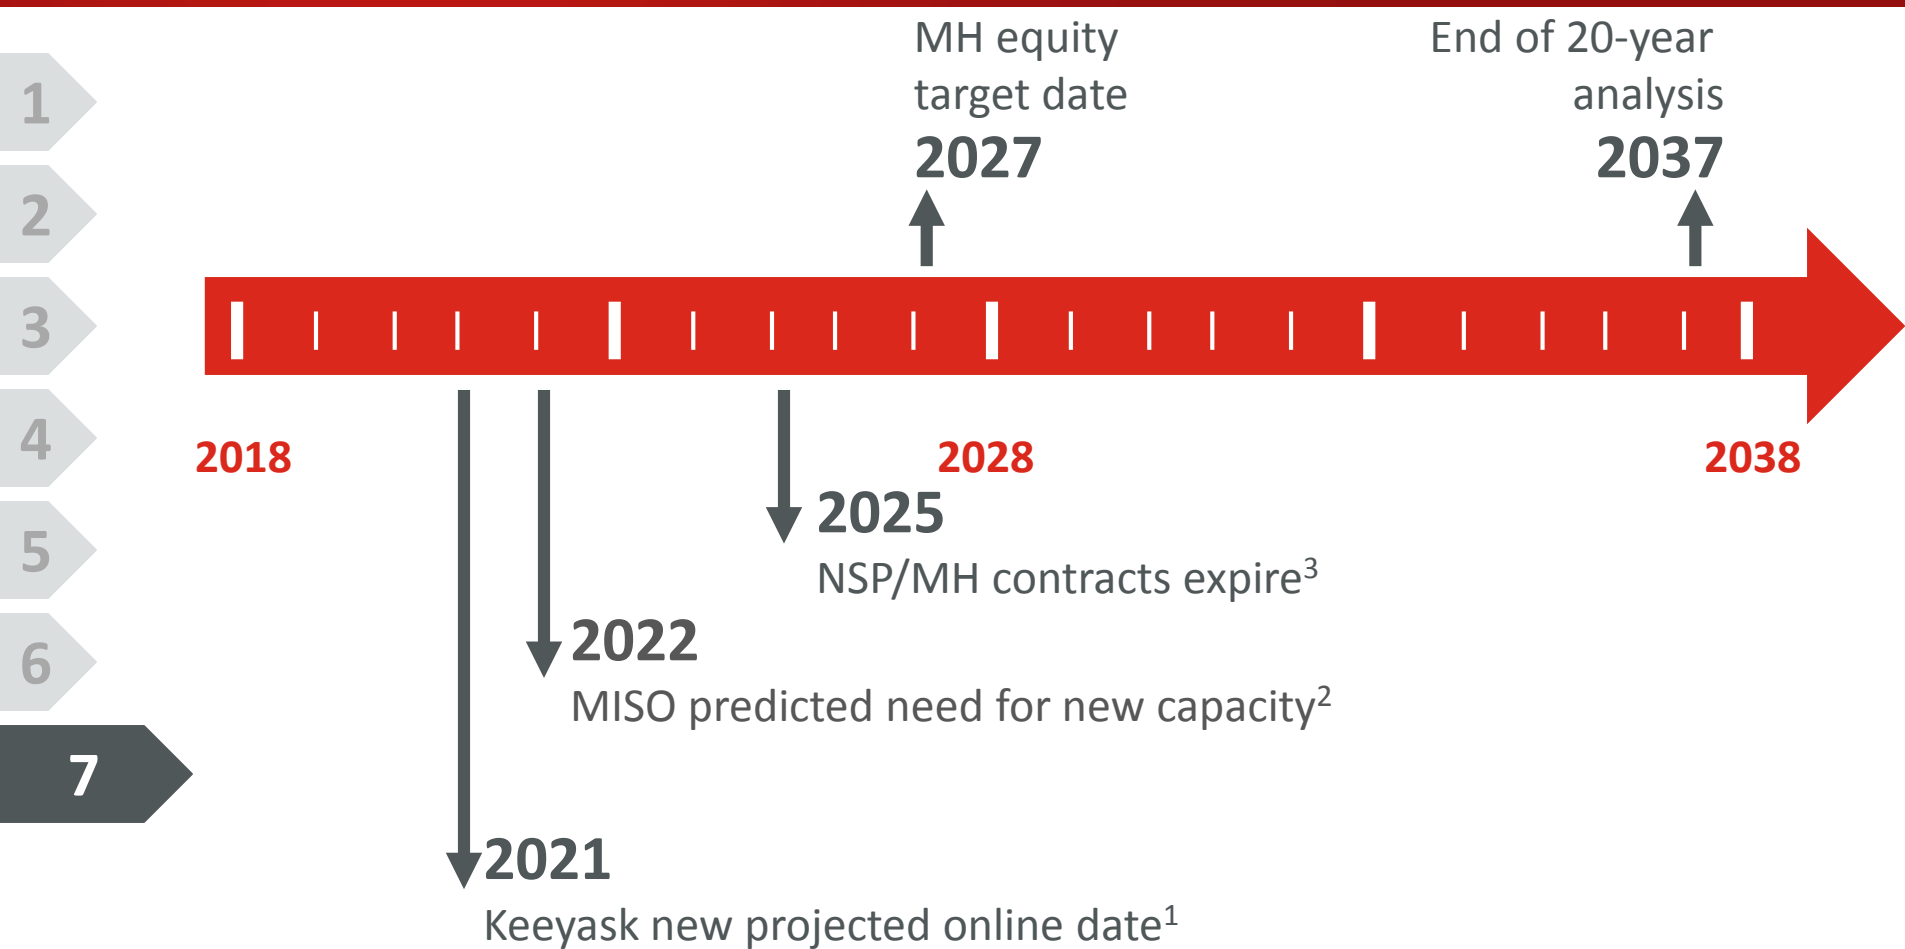 MH equity
target date
2027
End of 20-year
analysis
2037
1
2
3
4
5
6
7
2018
2028
2038
2025
NSP/MH contracts expire³
2022
MISO predicted need for new capacity²
2021
Keeyask new projected online date¹